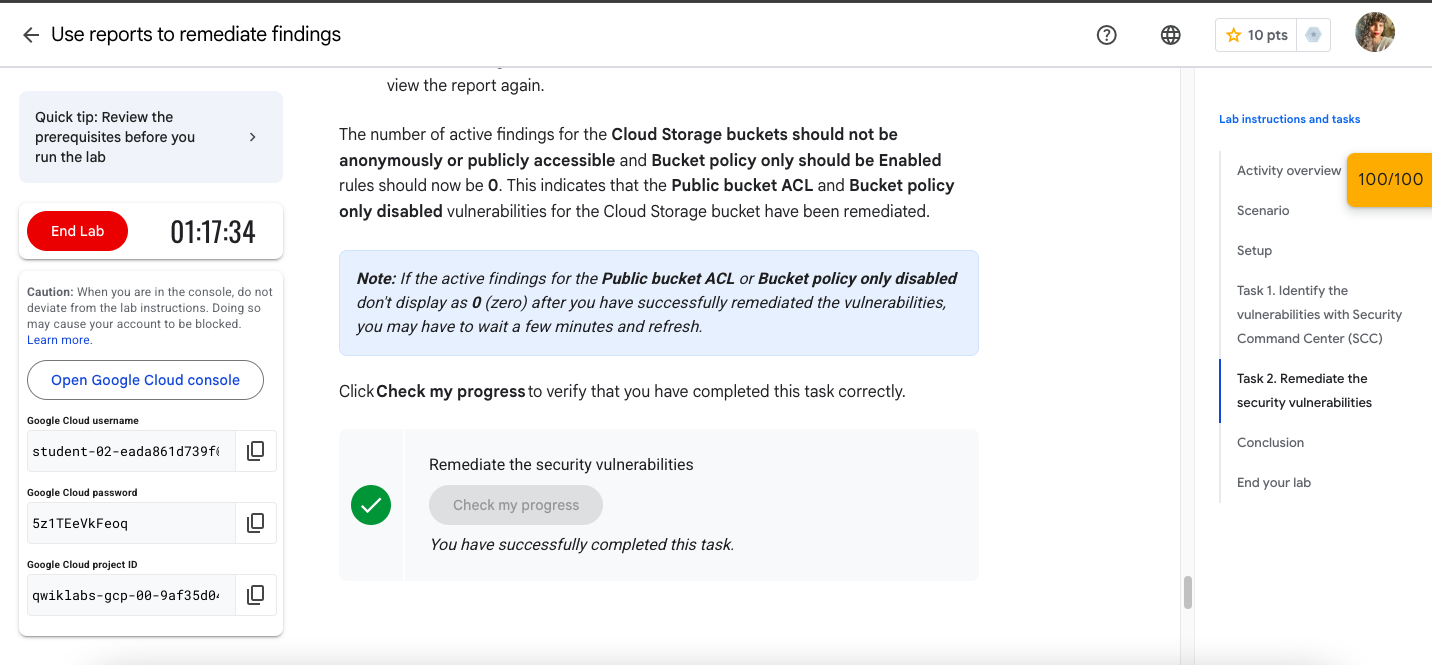 Use reports to remediate findings
10 pts
Quick tip: Review the
prerequisites before you
run the lab
End Lab
01:17:34
Caution: When you are in the console, do not
deviate from the lab instructions. Doing so
may cause your account to be blocked.
Learn more.
Open Google Cloud console
Google Cloud username
student-02-eada861d739f
Google Cloud password
5z1TEeVkFeoq
Google Cloud project ID
qwiklabs-gcp-00-9af35d0
view the report again.
The number of active findings for the Cloud Storage buckets should not be
anonymously or publicly accessible and Bucket policy only should be Enabled
rules should now be 0. This indicates that the Public bucket ACL and Bucket policy
only disabled vulnerabilities for the Cloud Storage bucket have been remediated.
Note: If the active findings for the Public bucket ACL or Bucket policy only disabled
don't display as 0 (zero) after you have successfully remediated the vulnerabilities,
you may have to wait a few minutes and refresh.
Click Check my progress to verify that you have completed this task correctly.
Remediate the security vulnerabilities
Check my progress
You have successfully completed this task.
Lab instructions and tasks
Activity overview
100/100
Scenario
Setup
Task 1. Identify the
vulnerabilities with Security
Command Center (SCC)
Task 2. Remediate the
security vulnerabilities
Conclusion
End your lab